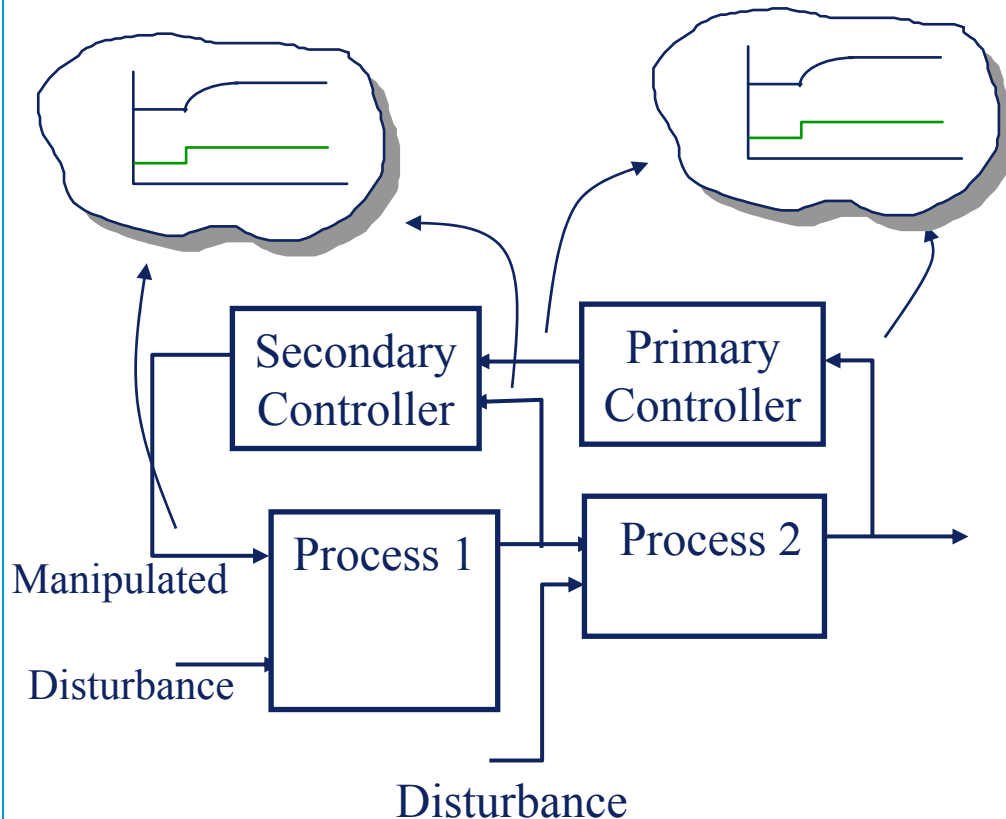 Secondary
Controller
Primary
Controller
Process 1
Process 2
Manipulated
Disturbance
Disturbance